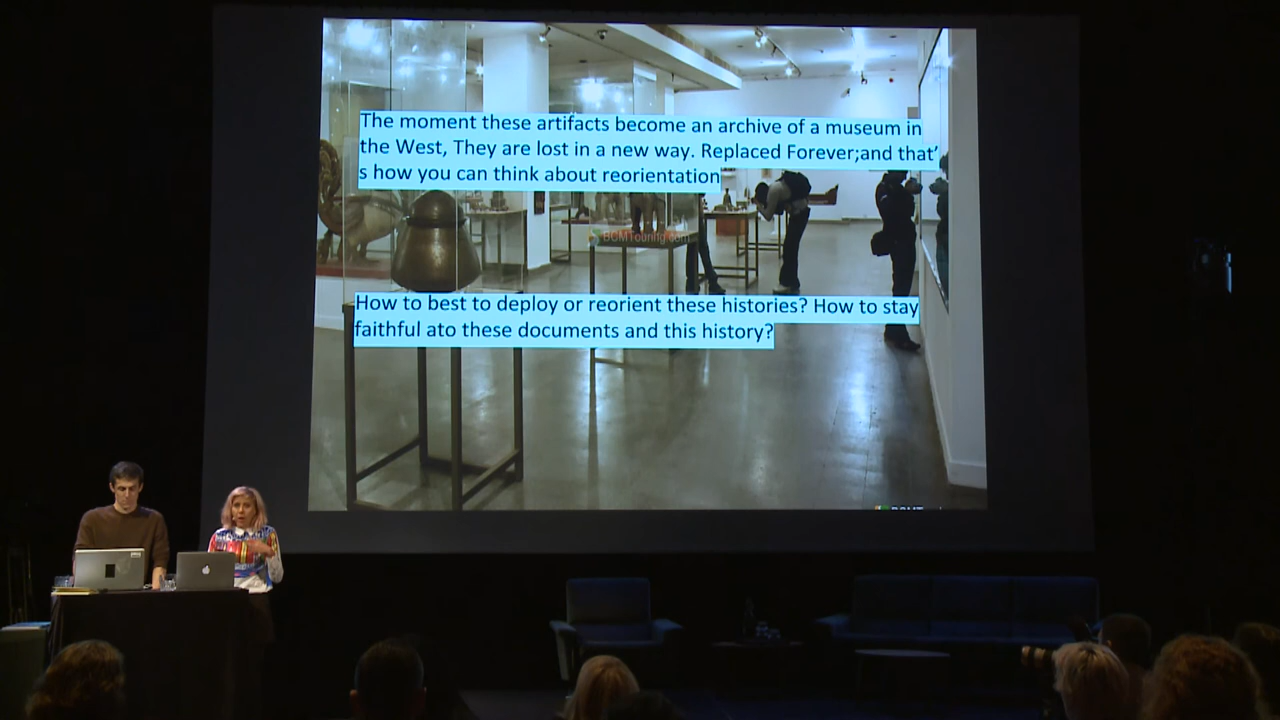 The moment these artifacts become an archive of a museum in
the West, They are lost in a new way. Replaced Forever;and that’
s how you can think about reorientation
BCMTouring.com
How to best to deploy or reorient these histories? How to stay
faithful ato these documents and this history?